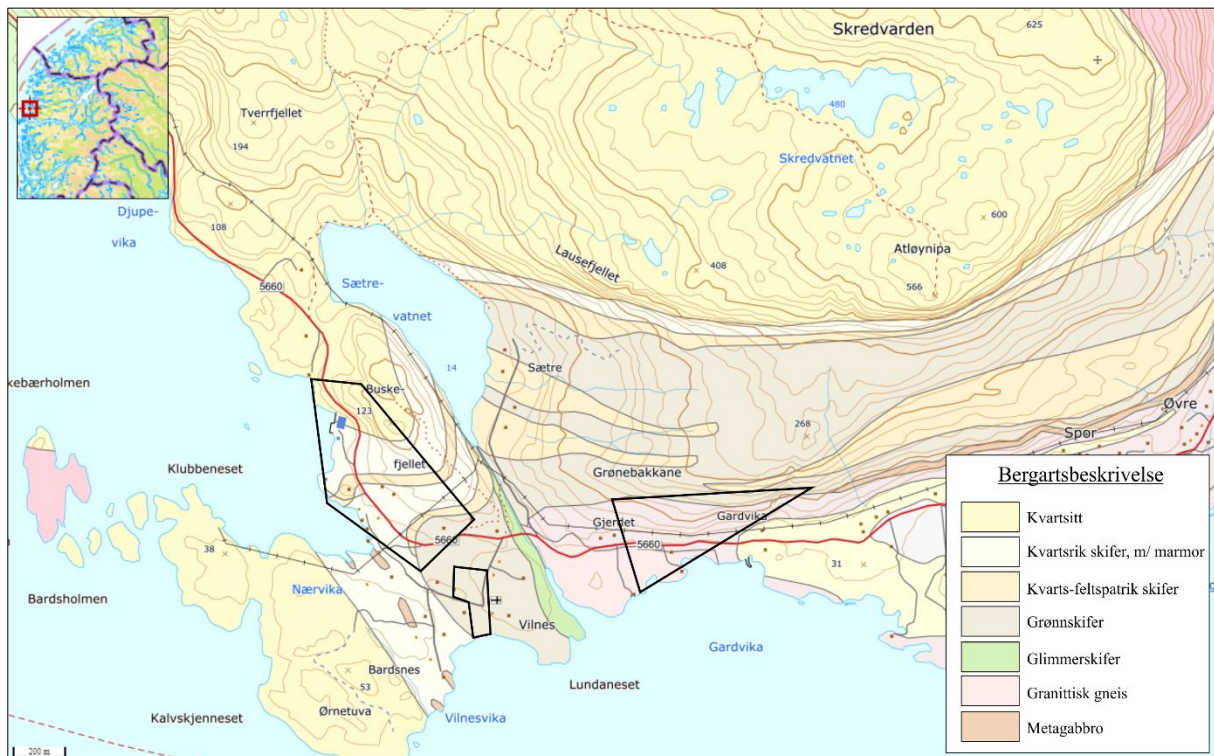 Skredvarden
625
Tverrfjellet
194
480
Skredvatnet
Djupe-
vika
108
600
Atløynipa
Lausefjellet
408
566
5660
Sætre-
vatnet
14
kebærholmen
Sætre
Buske-
123
268
Øvre
Spor
Klubbeneset
fjellet
Grønebakkane
Gjerdet
Gardvika
5660
5660
38
31
Nærvika
Bardsholmen
Vilnes
Gardvika
Bardsnes
53
Lundaneset
Ørnetuva
Kalvskjenneset
Vilnesvika
200 m
Bergartsbeskrivelse
Kvartsitt
Kvartsrik skifer, m/ marmor
Kvarts-feltspatrik skifer
Grønnskifer
Glimmerskifer
Granittisk gneis
Metagabbro